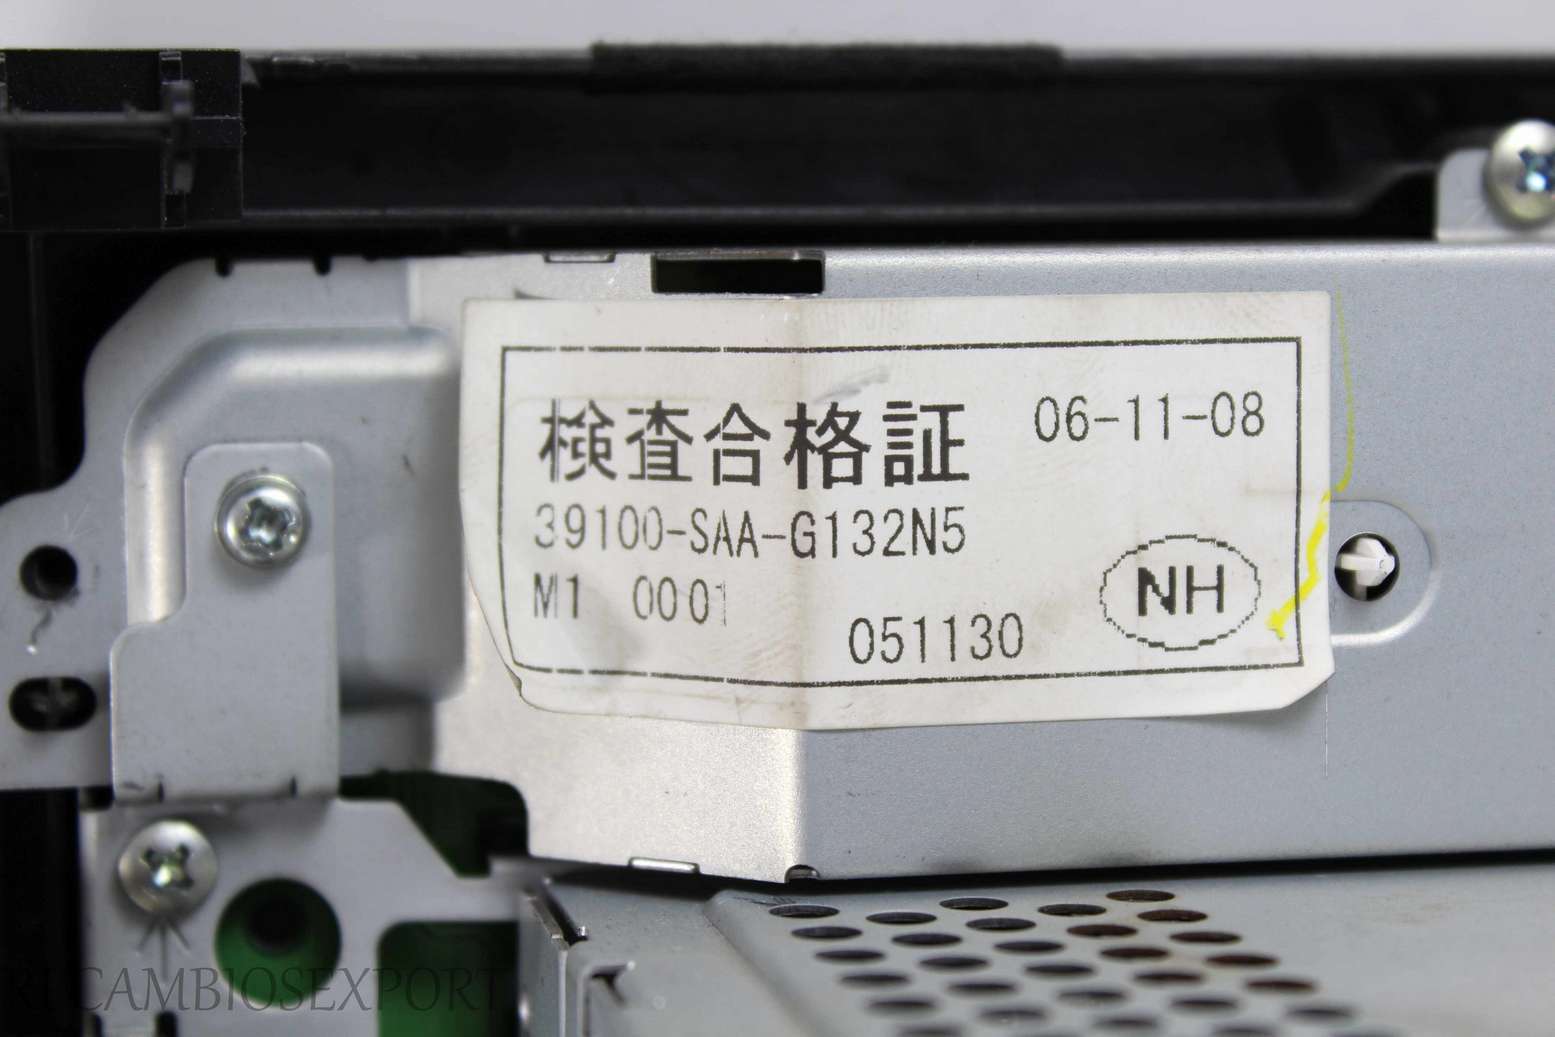 検査合格証 06-11-08
39100-SAA-G132N5
M1 0001
051130
NH
RICAMBIOSEXPORT